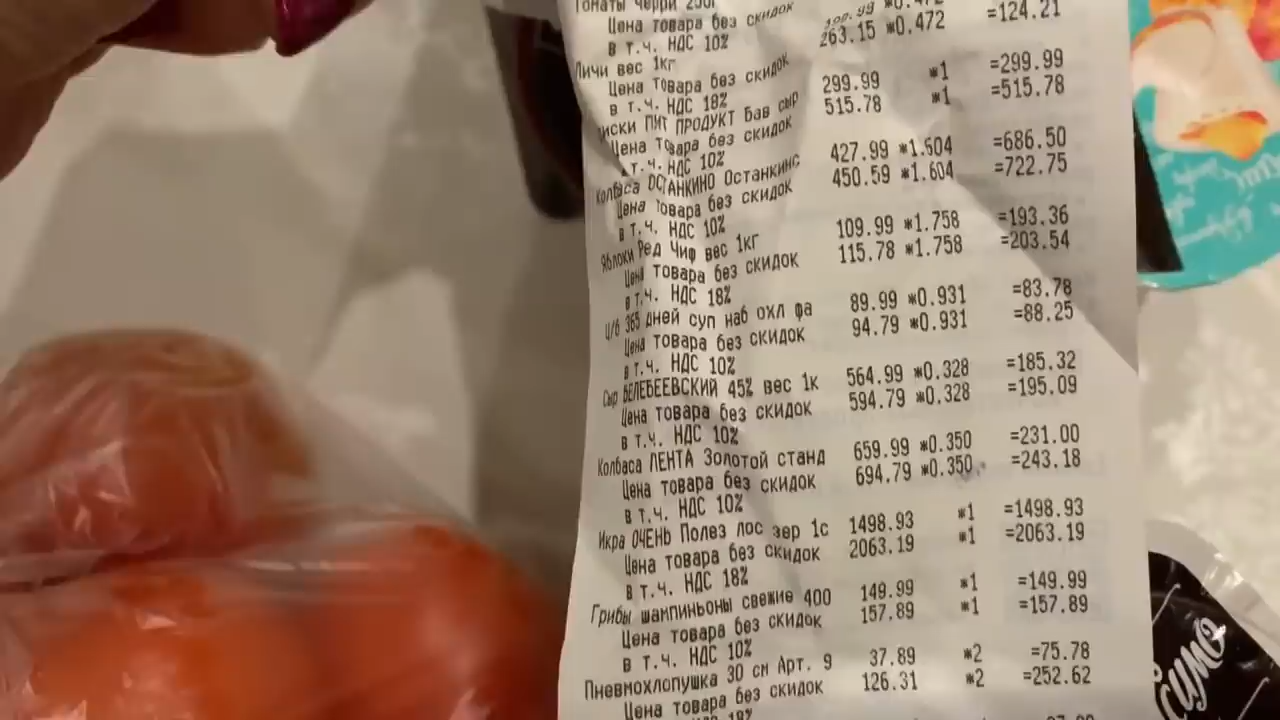 Томаты черри 250г
Цена товара без скидок 263.15 *0.472 =124.21
в т.ч. НДС 10%
Личи вес 1кг 299.99 *1 =299.99
Цена товара без скидок 515.78 *1 =515.78
в т.ч. НДС 18%
иски ПИТ ПРОДУКТ Бав сыр 427.99 *1.604 =686.50
Цена товара без скидок 450.59 *1.604 =722.75
т.ч. НДС 10%
Колбаса ОСТАНКИНО Останкинс 109.99 *1.758 =193.36
Цена товара без скидок 115.78 *1.758 =203.54
в т.ч. НДС 10%
Яблоки Ред Чиф вес 1кг 89.99 *0.931 =83.78
Цена товара без скидок 94.79 *0.931 =88.25
в т.ч. НДС 18%
Ц/б 365 дней суп наб охл фа 564.99 *0.328 =185.32
Цена товара без скидок 594.79 *0.328 =195.09
в т.ч. НДС 10%
Сыр БЕЛЕБЕЕВСКИЙ 45% вес 1к 659.99 *0.350 =231.00
Цена товара без скидок 694.79 *0.350 =243.18
в т.ч. НДС 10%
Колбаса ЛЕНТА Золотой станд 1498.93 *1 =1498.93
Цена товара без скидок 2063.19 *1 =2063.19
в т.ч. НДС 10%
Икра ОЧЕНЬ Полез лос зер 1с 149.99 *1 =149.99
Цена товара без скидок 157.89 *1 =157.89
в т.ч. НДС 18%
Грибы шампиньоны свежие 400 37.89 *2 =75.78
Цена товара без скидок 126.31 *2 =252.62
в т.ч. НДС 10%
Пневмохлопушка 30 см Арт. 9
Цена товара без скидок
НДС 18%